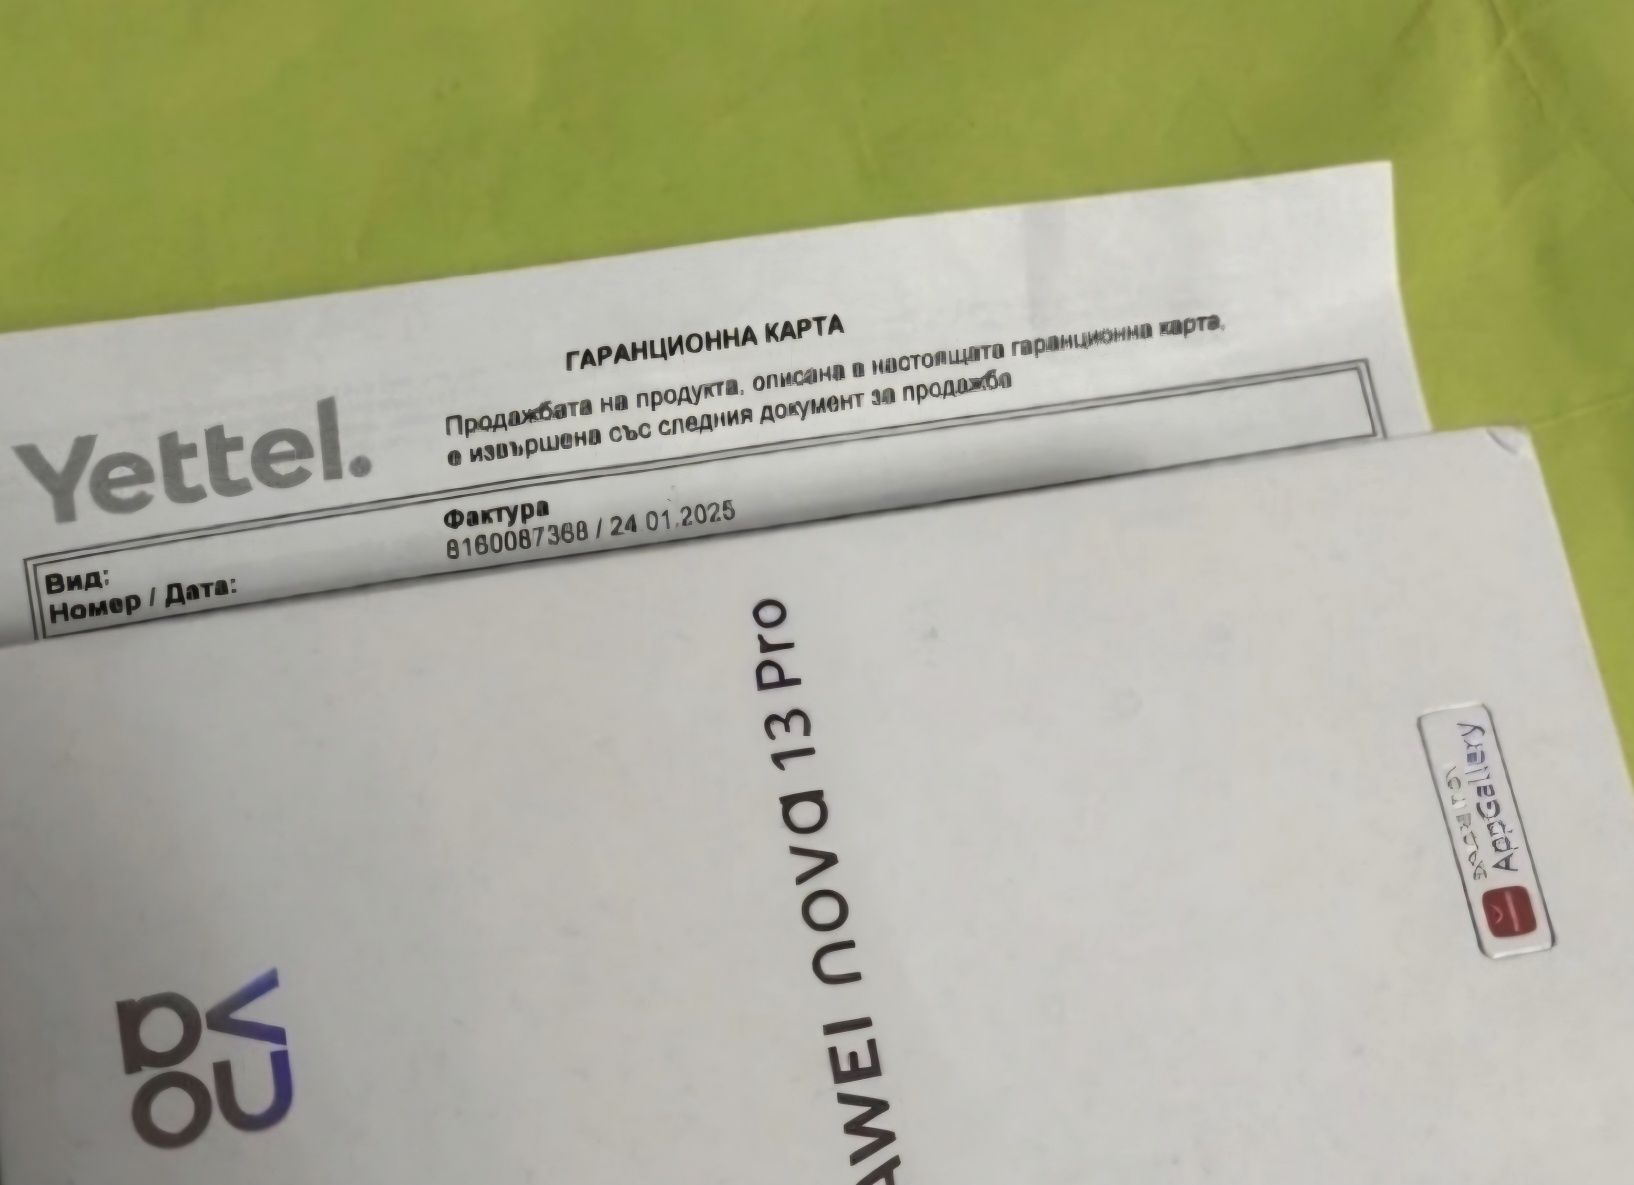 ГАРАНЦИОННА КАРТА
Продажбата на продукта, описана в настоящата гаранционна карта,
е извършена със следния документ за продажба
Yettel.
Фактура
8160087368 / 24 01.2025
Вид:
Номер / Дата:
AWEI nova 13 Pro
AppGallery
nova